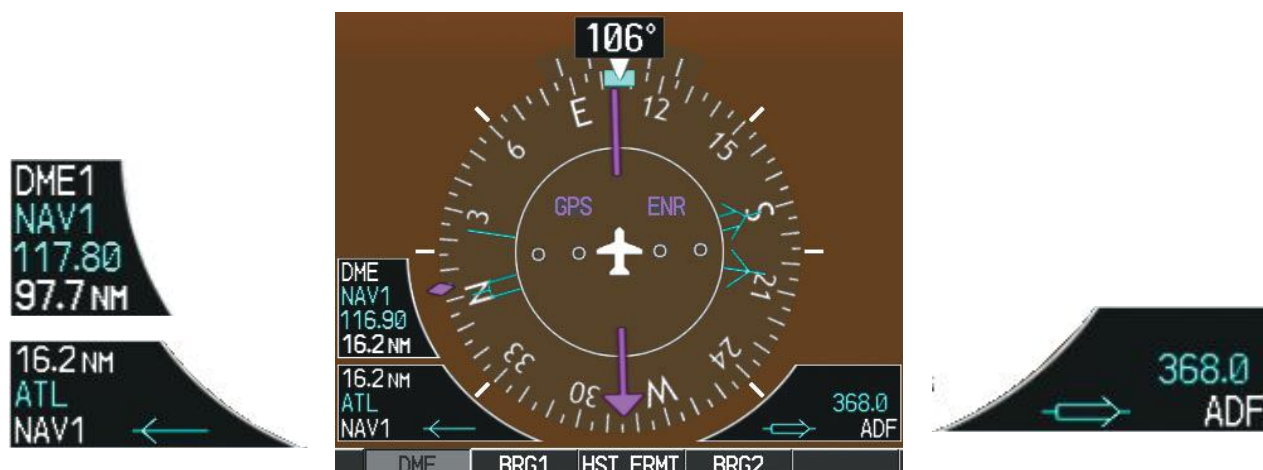 DME1
NAV1
117.80
97.7 NM
16.2 NM
ATL
NAV1
106°
E
12
6
15
3
S
GPS ENR
N
21
33
24
30
W
DME
NAV1
116.90
16.2 NM
16.2 NM
ATL
NAV1
368.0
ADF
DME BRG1 HST FRMT BRG2
368.0
ADF